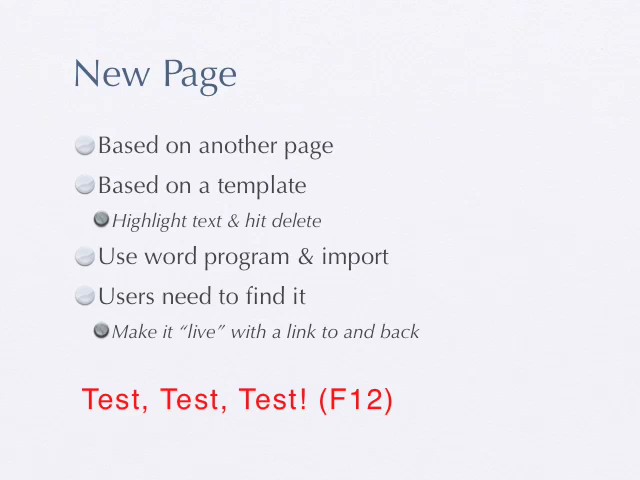 New Page
Based on another page
Based on a template
Highlight text & hit delete
Use word program & import
Users need to find it
Make it “live” with a link to and back
Test, Test, Test! (F12)